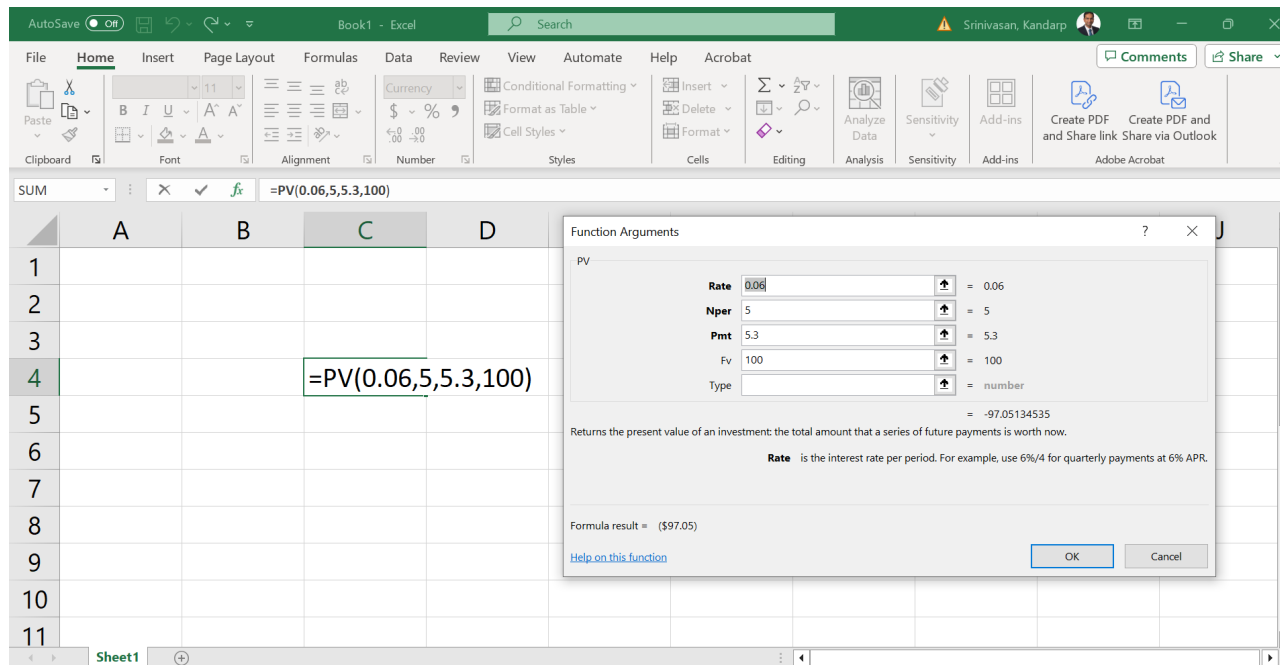 AutoSave Off Book1 - Excel Search Srinivasan, Kandarp
File Home Insert Page Layout Formulas Data Review View Automate Help Acrobat Comments Share
11 ab Currency Conditional Formatting Insert
Paste B I U A A $ % 9 Format as Table Delete Analyze Data Sensitivity Add-ins Create PDF and Share link Create PDF and Share via Outlook
A Cell Styles Format
Clipboard Font Alignment Number Styles Cells Editing Analysis Sensitivity Add-ins Adobe Acrobat
SUM fx =PV(0.06,5,5.3,100)
A B C D J
1
2
3
4 =PV(0.06,5,5.3,100)
5
6
7
8
9
10
11
Function Arguments ?
PV
Rate 0.06 = 0.06
Nper 5 = 5
Pmt 5.3 = 5.3
Fv 100 = 100
Type = number
= -97.05134535
Returns the present value of an investment: the total amount that a series of future payments is worth now.
Rate is the interest rate per period. For example, use 6%/4 for quarterly payments at 6% APR.
Formula result = ($97.05)
Help on this function OK Cancel
Sheet1